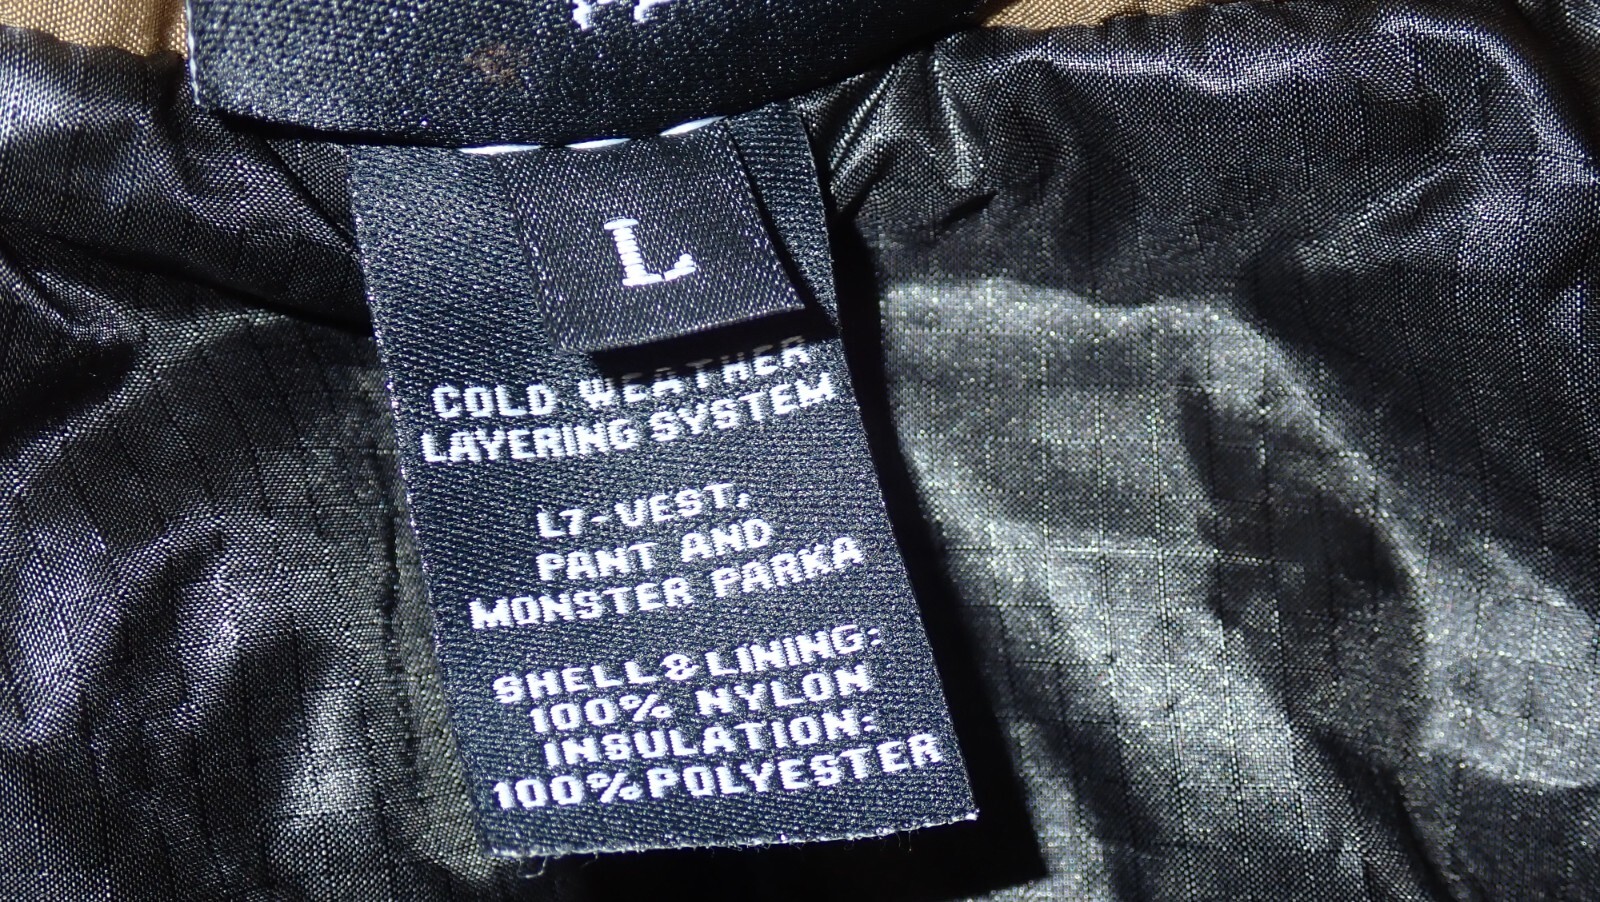 L
COLD WEATHER
LAYERING SYSTEM
L7-VEST,
PANT AND
MONSTER PARKA
SHELL & LINING:
100% NYLON
INSULATION:
100% POLYESTER